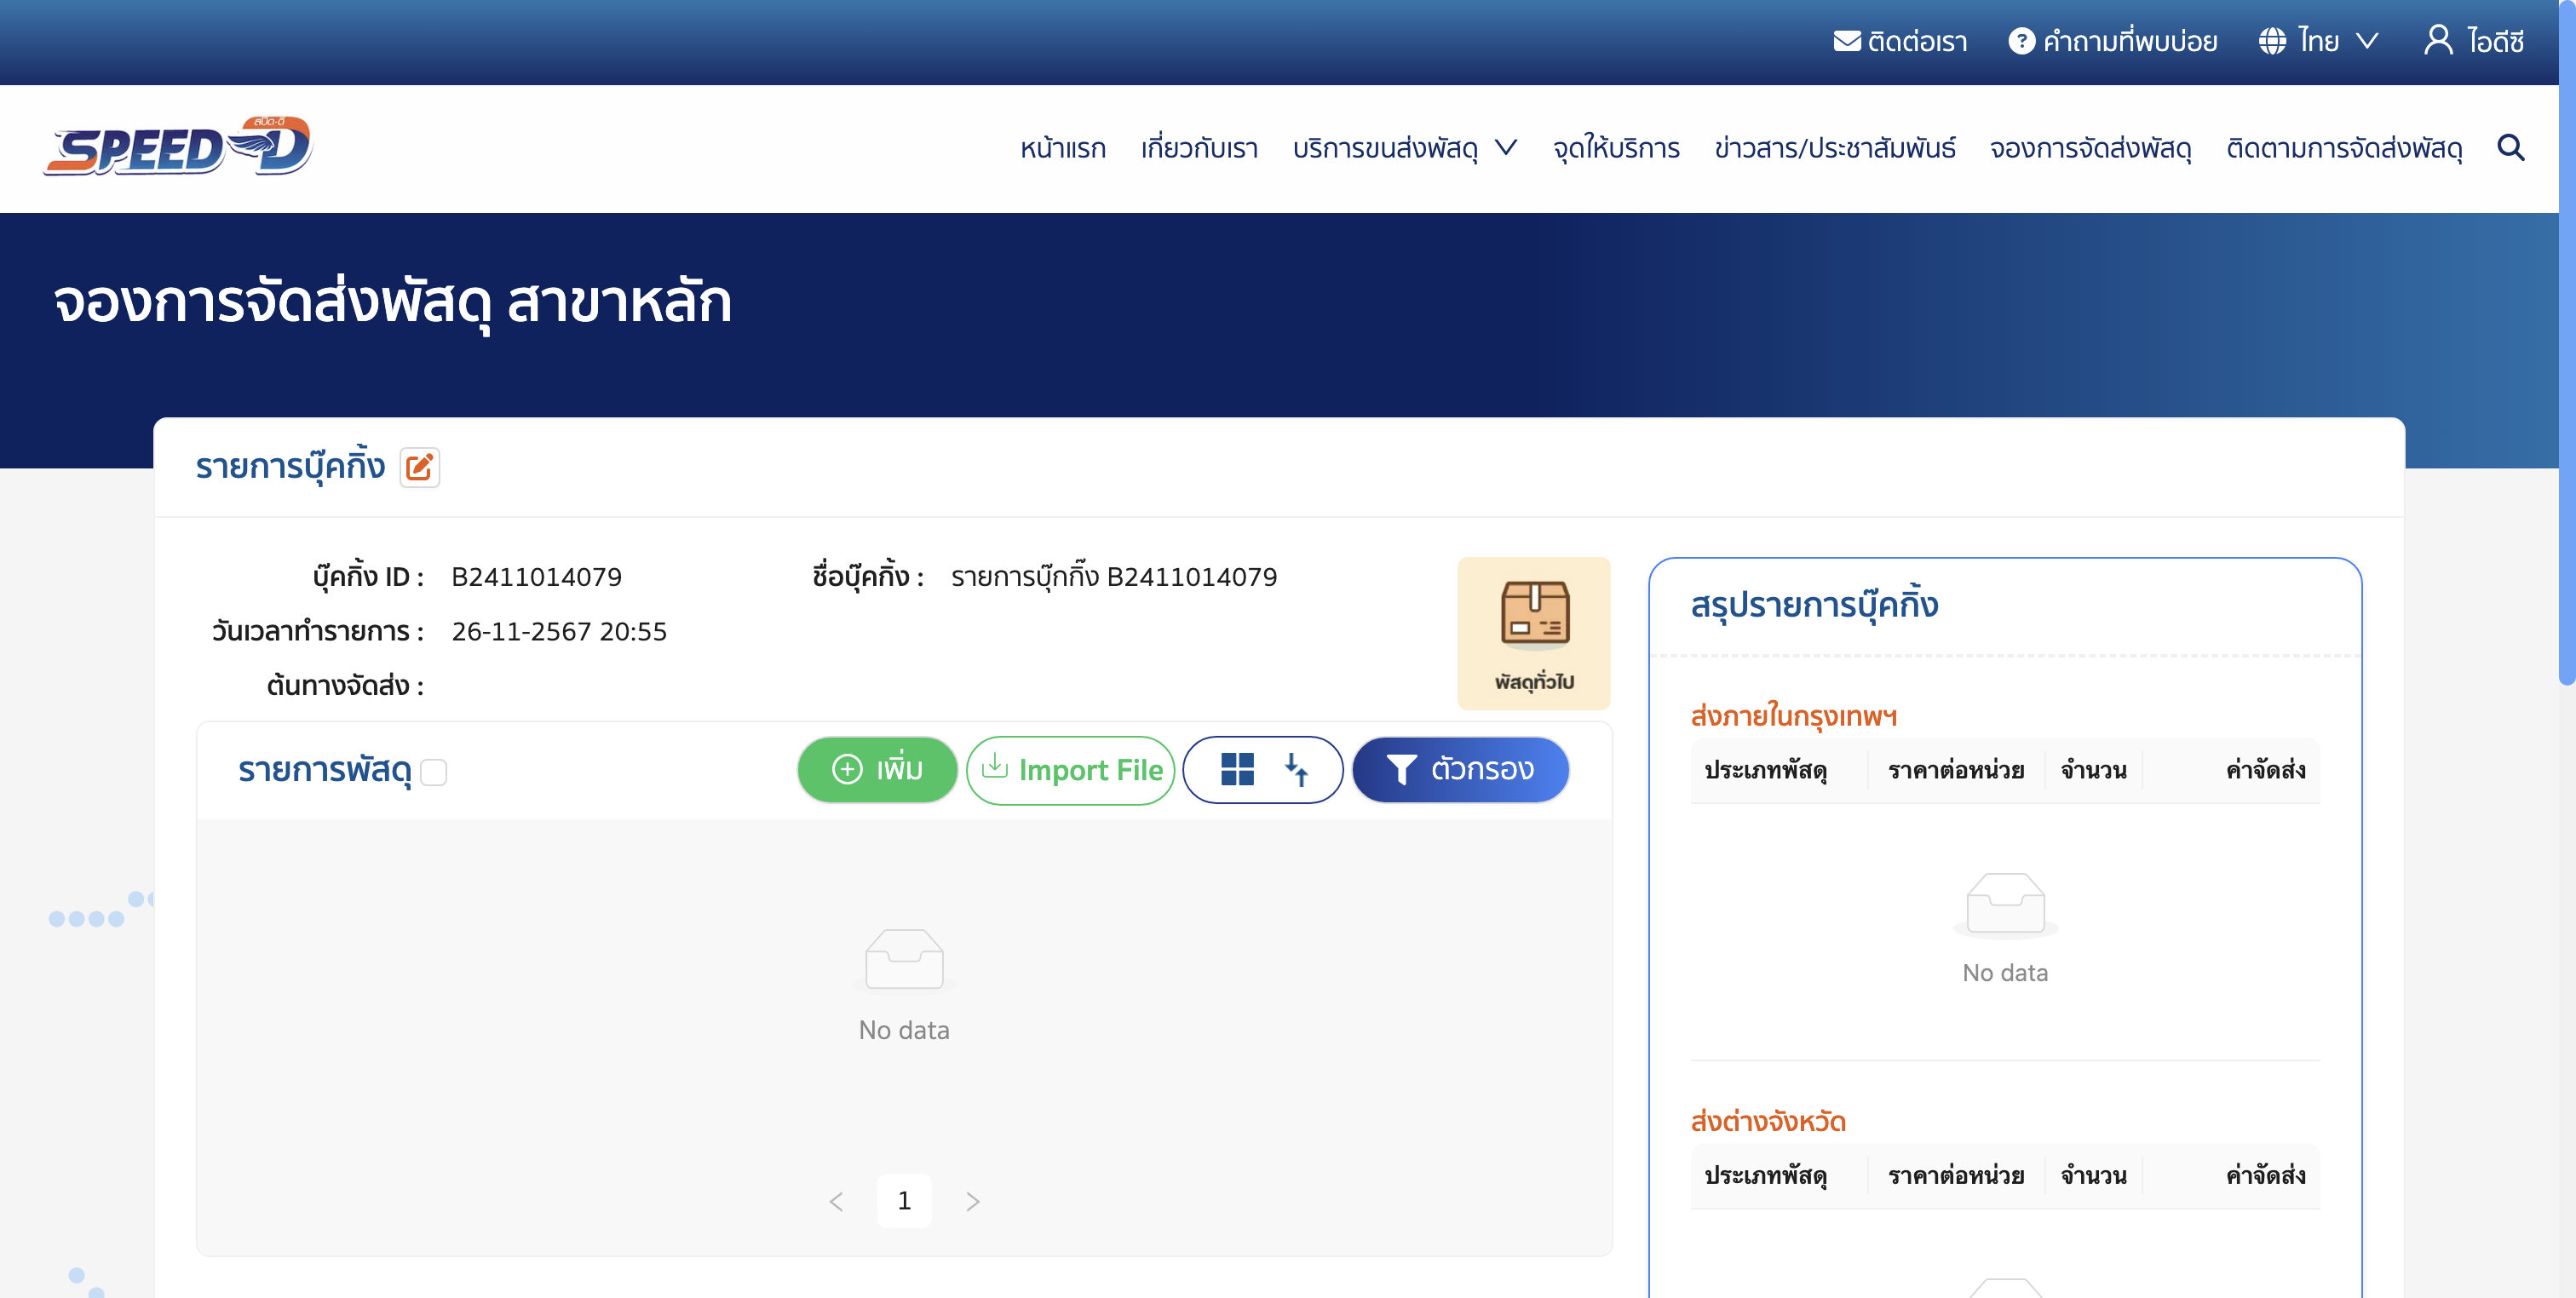 ติดต่อเรา คำถามที่พบบ่อย ไทย ไอดีซี
สปีด-ดี
SPEED-D
หน้าแรก เกี่ยวกับเรา บริการขนส่งพัสดุ จุดให้บริการ ข่าวสาร/ประชาสัมพันธ์ จองการจัดส่งพัสดุ ติดตามการจัดส่งพัสดุ
จองการจัดส่งพัสดุ สาขาหลัก
รายการบุ๊คกิ้ง
บุ๊คกิ้ง ID : B2411014079 ชื่อบุ๊คกิ้ง : รายการบุ๊กกิ๊ง B2411014079
วันเวลาทำรายการ : 26-11-2567 20:55
ต้นทางจัดส่ง :
พัสดุทั่วไป
รายการพัสดุ เพิ่ม Import File ตัวกรอง
No data
1
สรุปรายการบุ๊คกิ้ง
ส่งภายในกรุงเทพฯ
ประเภทพัสดุ ราคาต่อหน่วย จำนวน ค่าจัดส่ง
No data
ส่งต่างจังหวัด
ประเภทพัสดุ ราคาต่อหน่วย จำนวน ค่าจัดส่ง